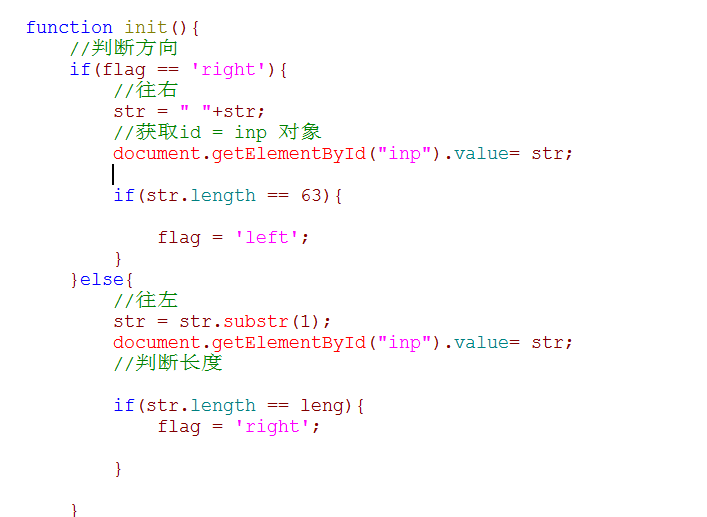 function init(){
//判断方向
if(flag == 'right'){
//往右
str = " "+str;
//获取id = inp 对象
document.getElementById("inp").value= str;
if(str.length == 63){
flag = 'left';
}
}else{
//往左
str = str.substr(1);
document.getElementById("inp").value= str;
//判断长度
if(str.length == leng){
flag = 'right';
}
}